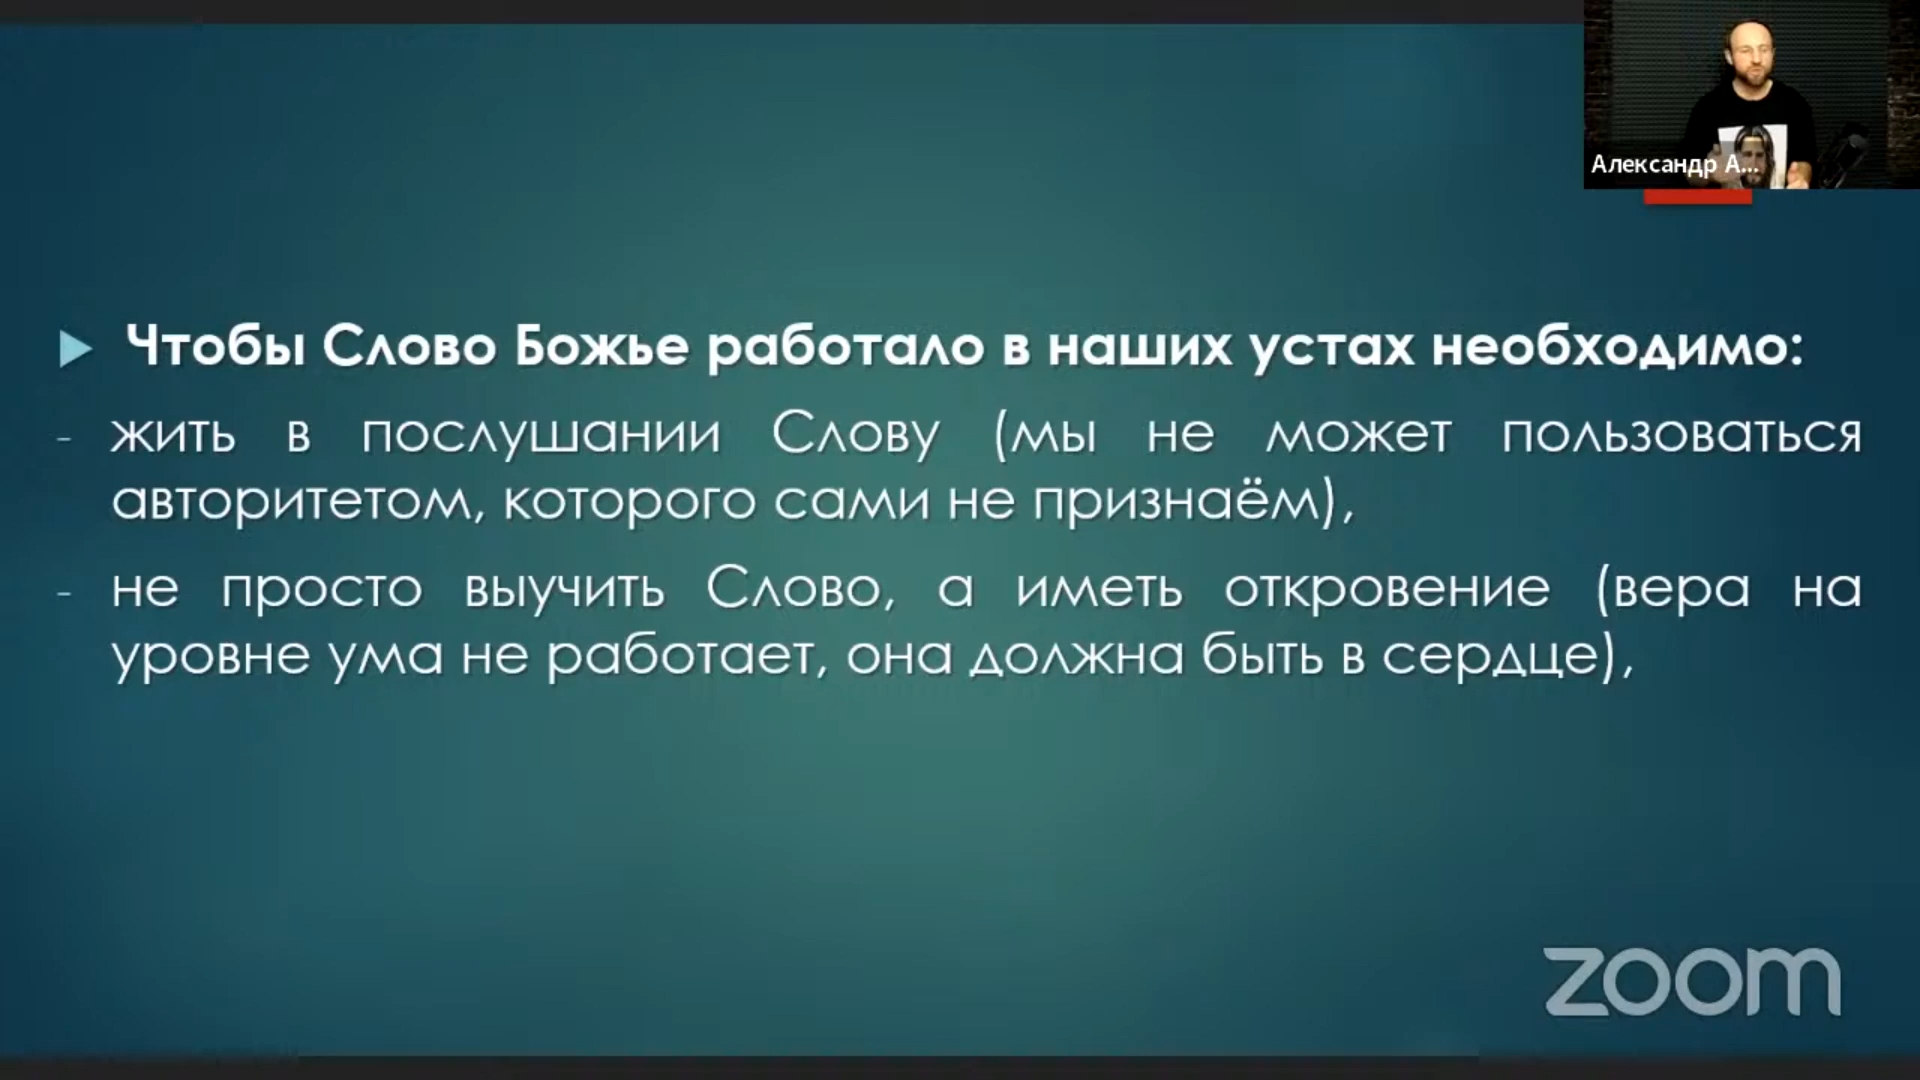 Александр А...
Чтобы Слово Божье работало в наших устах необходимо:
- жить в послушании Слову (мы не может пользоваться
авторитетом, которого сами не признаём),
- не просто выучить Слово, а иметь откровение (вера на
уровне ума не работает, она должна быть в сердце),
zoom